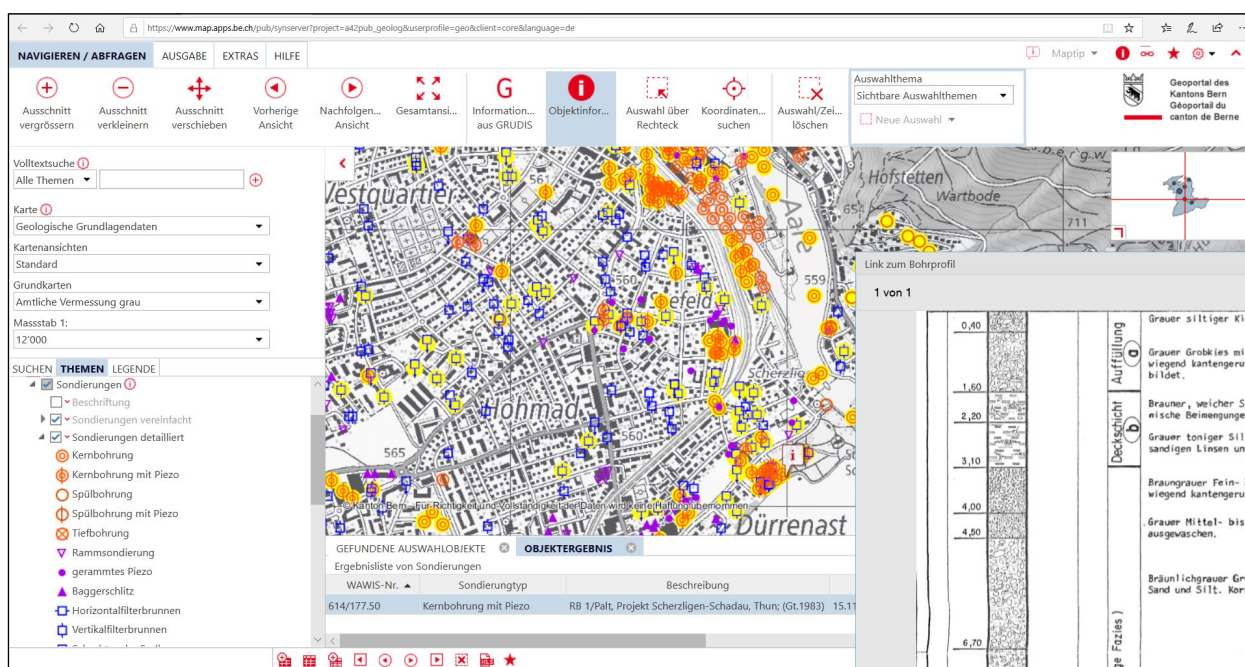 https://www.map.apps.be.ch/pub/synserver?project=a42pub_geolog&userprofile=geo&client=core&language=de
NAVIGIEREN / ABFRAGEN AUSGABE EXTRAS HILFE
Maptip
Ausschnitt vergrössern
Ausschnitt verkleinern
Ausschnitt verschieben
Vorherige Ansicht
Nachfolgen... Ansicht
Gesamtansi...
G
Information... aus GRUDIS
Objektinfor...
Auswahl über Rechteck
Koordinaten... suchen
Auswahl/Zei... löschen
Auswahlthema
Sichtbare Auswahlthemen
Neue Auswahl
Geoportal des
Kantons Bern
Géoportail du
canton de Berne
Volltextsuche
Alle Themen
Karte
Geologische Grundlagendaten
Kartenansichten
Standard
Grundkarten
Amtliche Vermessung grau
Massstab 1:
12'000
SUCHEN THEMEN LEGENDE
Sondierungen
Beschriftung
Sondierungen vereinfacht
Sondierungen detailliert
Kernbohrung
Kernbohrung mit Piezo
Spülbohrung
Spülbohrung mit Piezo
Tiefbohrung
Rammsondierung
gerammtes Piezo
Baggerschlitz
Horizontalfilterbrunnen
Vertikalfilterbrunnen
Westquartier
561
Hofstetten
Wartbode
654
711
Aare
560
559
Seefeld
Scherzlig
Hohmad
560
565
Dürrenast
© Kanton Bern - Für Richtigkeit und Vollständigkeit der Daten wird keine Haftung übernommen.
GEFUNDENE AUSWAHLOBJEKTE OBJEKTERGEBNIS
Ergebnisliste von Sondierungen
WAWIS-Nr. Sondierungtyp Beschreibung
614/177.50 Kernbohrung mit Piezo RB 1/Palt, Projekt Scherzligen-Schadau, Thun; (Gt.1983) 15.11
Link zum Bohrprofil
1 von 1
Grauer siltiger Ki
0,40
Auffüllung
a
Grauer Grobkies mi
wiegend kantengeru
bildet.
1,60
Deckschicht
b
Brauner, weicher S
nische Beimengunge
2,20
Grauer toniger Sil
sandigen Linsen un
3,10
Braungrauer Fein-
wiegend kantengeru
4,00
Grauer Mittel- bis
ausgewaschen.
4,50
Bräunlichgrauer Gr
Sand und Silt. Kor
6,70
ge Fazies)